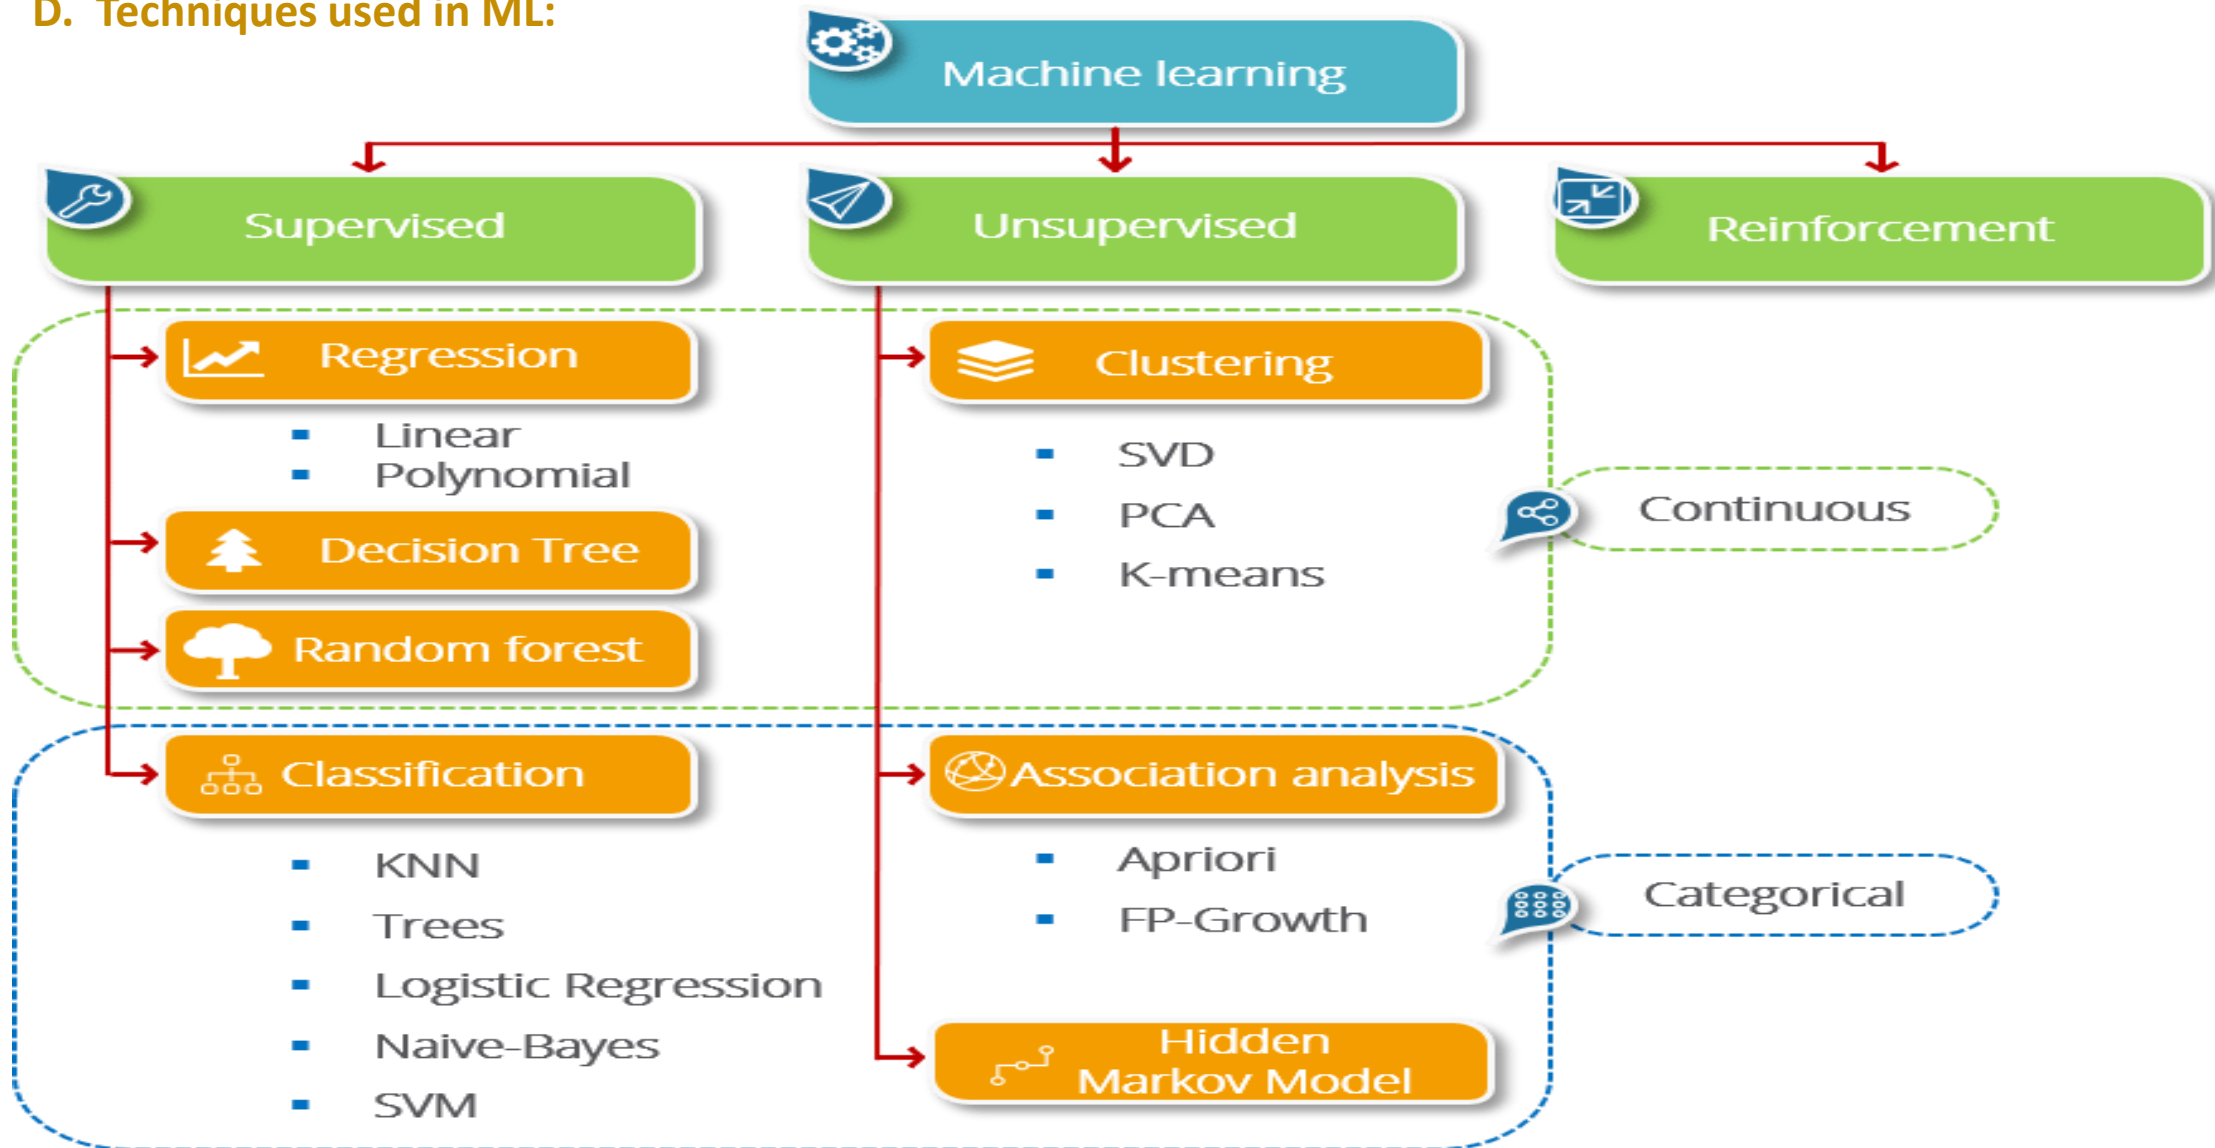 D. Techniques used in ML:
Machine learning
Supervised
Unsupervised
Reinforcement
Regression
Linear
Polynomial
Decision Tree
Random forest
Clustering
SVD
PCA
K-means
Continuous
Classification
KNN
Trees
Logistic Regression
Naive-Bayes
SVM
Association analysis
Apriori
FP-Growth
Hidden
Markov Model
Categorical